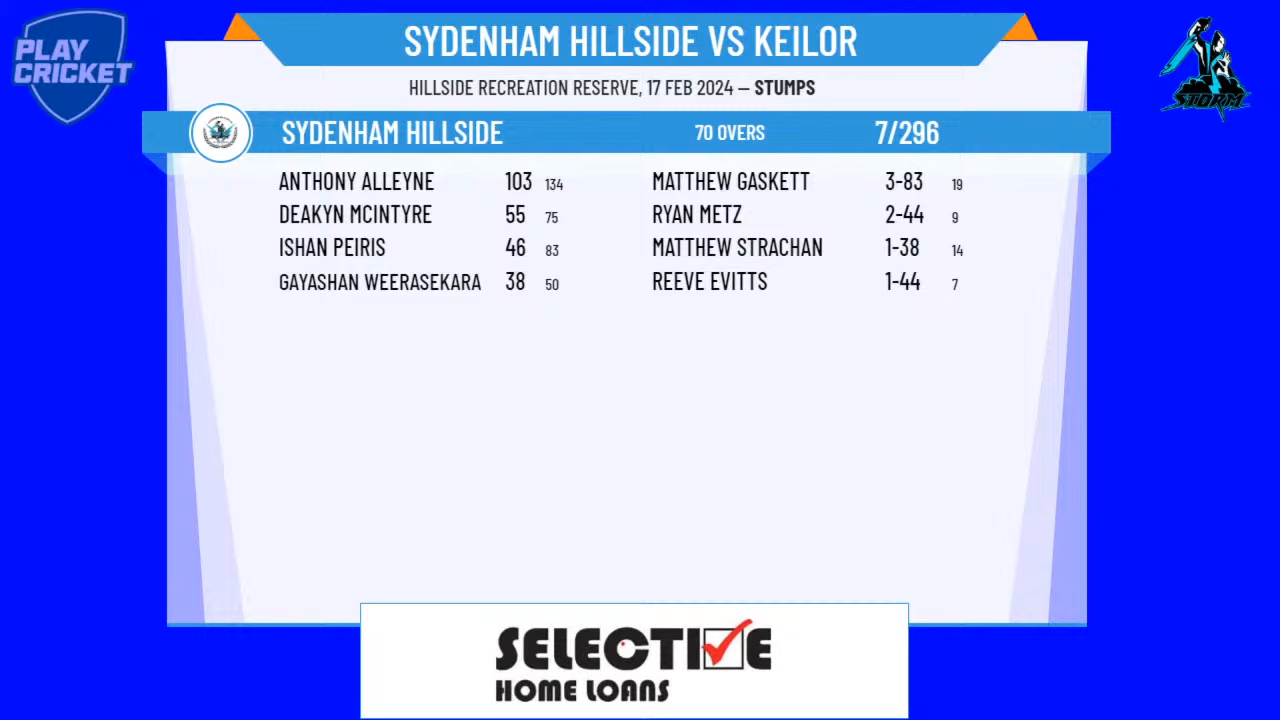 PLAY CRICKET
SYDENHAM HILLSIDE VS KEILOR
STORM
HILLSIDE RECREATION RESERVE, 17 FEB 2024 – STUMPS
SYDENHAM HILLSIDE 70 OVERS 7/296
ANTHONY ALLEYNE 103 134 MATTHEW GASKETT 3-83 19
DEAKYN MCINTYRE 55 75 RYAN METZ 2-44 9
ISHAN PEIRIS 46 83 MATTHEW STRACHAN 1-38 14
GAYASHAN WEERASEKARA 38 50 REEVE EVITTS 1-44 7
SELECTIVE
HOME LOANS